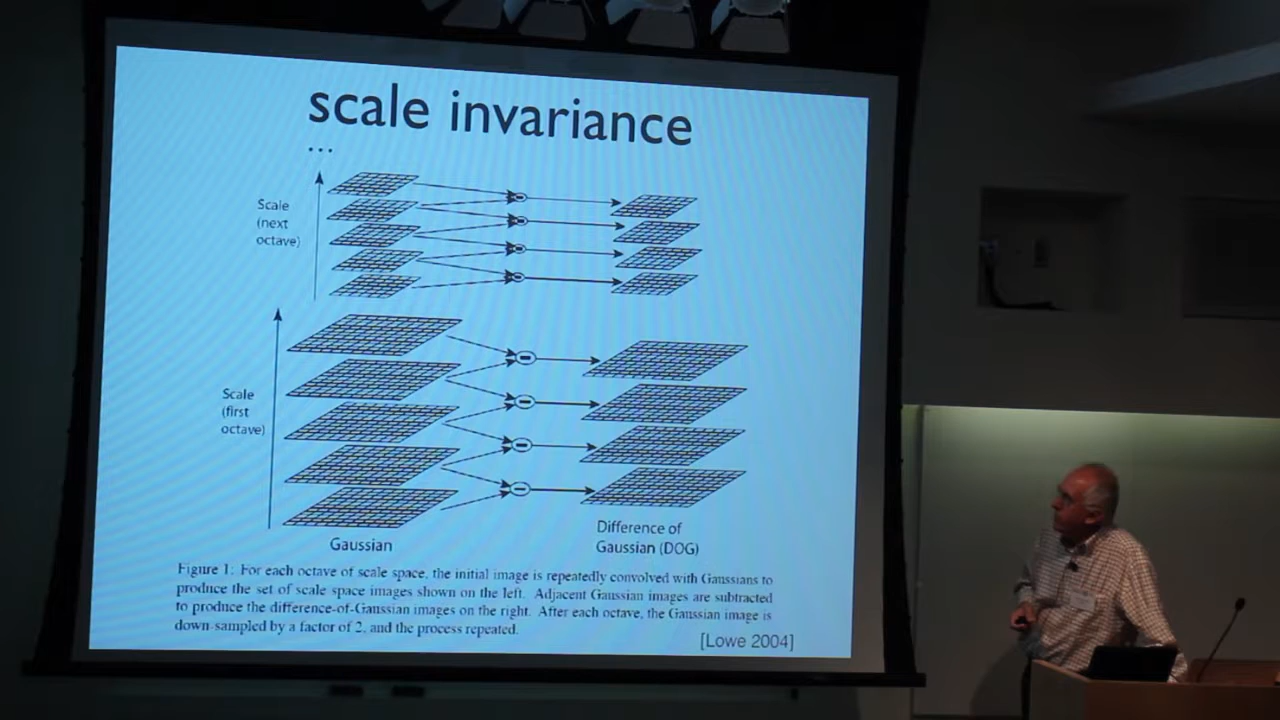 scale invariance
...
Scale
(next
octave)
Scale
(first
octave)
Gaussian
Difference of
Gaussian (DOG)
Figure 1: For each octave of scale space, the initial image is repeatedly convolved with Gaussians to
produce the set of scale space images shown on the left. Adjacent Gaussian images are subtracted
to produce the difference-of-Gaussian images on the right. After each octave, the Gaussian image is
down-sampled by a factor of 2, and the process repeated.
[Lowe 2004]